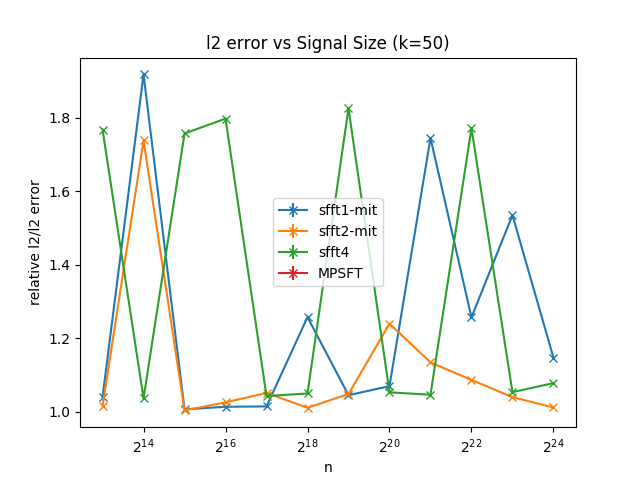 l2 error vs Signal Size (k=50)
relative l2/l2 error
1.8
1.6
1.4
1.2
1.0
sfft1-mit
sfft2-mit
sfft4
MPSFT
2^14 2^16 2^18 2^20 2^22 2^24
n